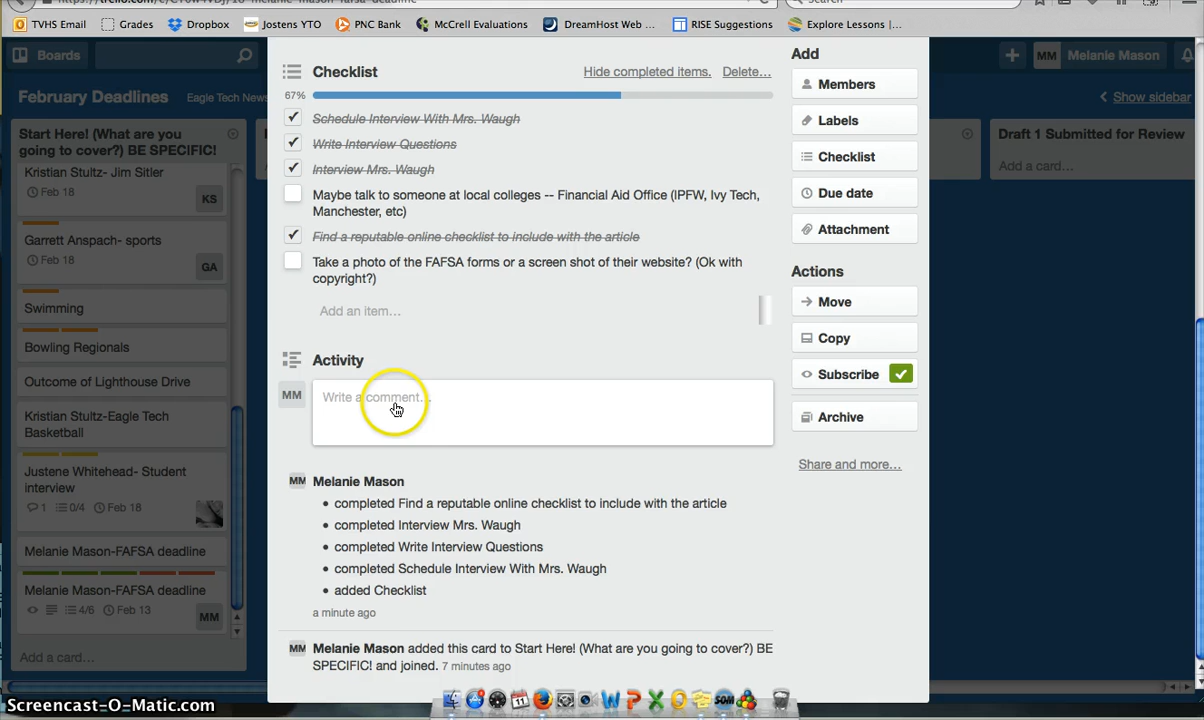 Search
TVHS Email
Grades
Dropbox
Jostens YTO
PNC Bank
McCrell Evaluations
DreamHost Web ...
RISE Suggestions
Explore Lessons |...
Boards
MM
Melanie Mason
February Deadlines
Eagle Tech News
Show sidebar
Start Here! (What are you
going to cover?) BE SPECIFIC!
Kristian Stultz- Jim Sitler
Feb 18
KS
Garrett Anspach- sports
Feb 18
GA
Swimming
Bowling Regionals
Outcome of Lighthouse Drive
Kristian Stultz-Eagle Tech
Basketball
Justene Whitehead- Student
interview
1
0/4
Feb 18
Melanie Mason-FAFSA deadline
Melanie Mason-FAFSA deadline
4/6
Feb 13
MM
Add a card...
Checklist
Hide completed items.
Delete...
67%
Schedule Interview With Mrs. Waugh
Write Interview Questions
Interview Mrs. Waugh
Maybe talk to someone at local colleges -- Financial Aid Office (IPFW, Ivy Tech,
Manchester, etc)
Find a reputable online checklist to include with the article
Take a photo of the FAFSA forms or a screen shot of their website? (Ok with
copyright?)
Add an item...
Activity
MM
Write a comment...
MM
Melanie Mason
• completed Find a reputable online checklist to include with the article
• completed Interview Mrs. Waugh
• completed Write Interview Questions
• completed Schedule Interview With Mrs. Waugh
• added Checklist
a minute ago
MM
Melanie Mason added this card to Start Here! (What are you going to cover?) BE
SPECIFIC! and joined. 7 minutes ago
Add
Members
Labels
Checklist
Due date
Attachment
Actions
Move
Copy
Subscribe
Archive
Share and more...
Draft 1 Submitted for Review
Add a card...
Screencast-O-Matic.com